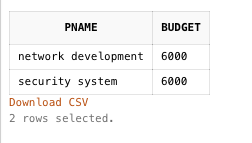 PNAME BUDGET
network development 6000
security system 6000
Download CSV
2 rows selected.